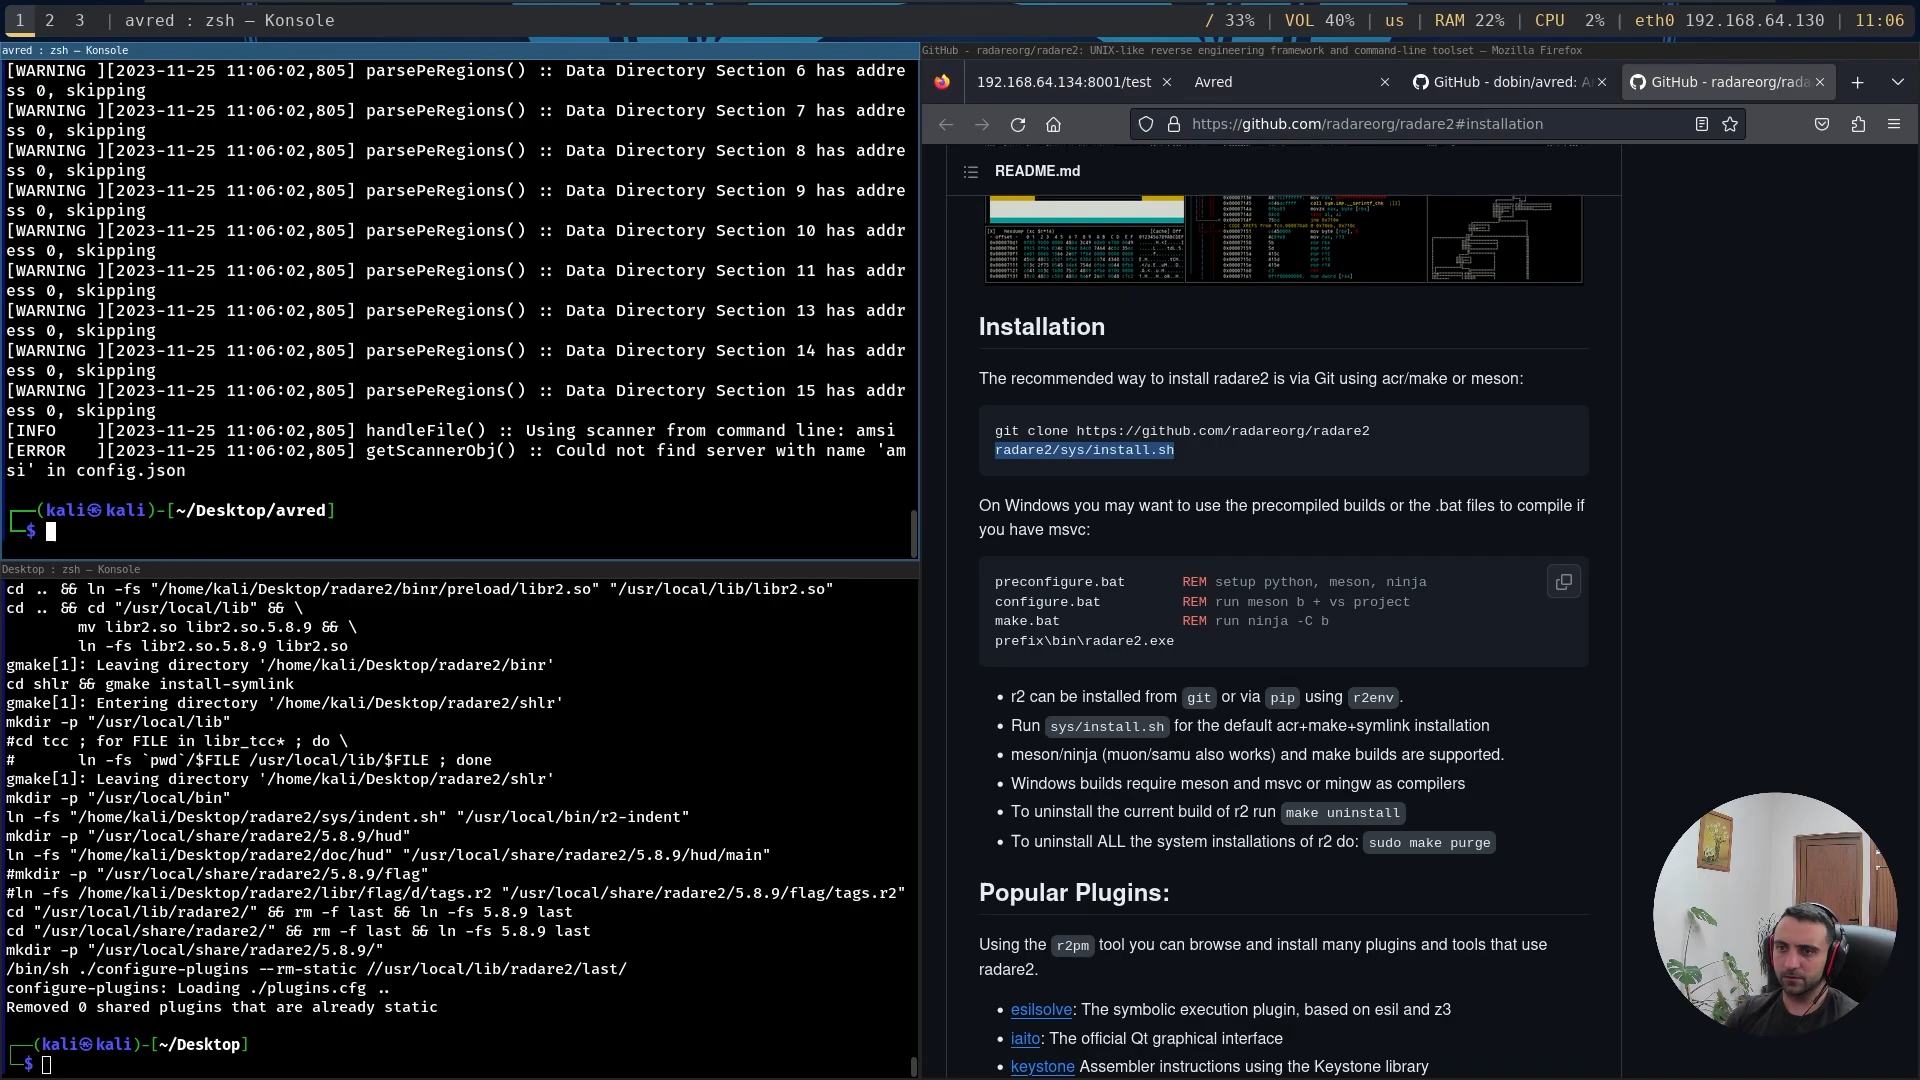 1 2 3 | avred : zsh — Konsole
/ 33% | VOL 40% | us | RAM 22% | CPU 2% | eth0 192.168.64.130 | 11:06
avred : zsh — Konsole
[WARNING ][2023-11-25 11:06:02,805] parsePeRegions() :: Data Directory Section 6 has addre
ss 0, skipping
[WARNING ][2023-11-25 11:06:02,805] parsePeRegions() :: Data Directory Section 7 has addre
ss 0, skipping
[WARNING ][2023-11-25 11:06:02,805] parsePeRegions() :: Data Directory Section 8 has addre
ss 0, skipping
[WARNING ][2023-11-25 11:06:02,805] parsePeRegions() :: Data Directory Section 9 has addre
ss 0, skipping
[WARNING ][2023-11-25 11:06:02,805] parsePeRegions() :: Data Directory Section 10 has addr
ess 0, skipping
[WARNING ][2023-11-25 11:06:02,805] parsePeRegions() :: Data Directory Section 11 has addr
ess 0, skipping
[WARNING ][2023-11-25 11:06:02,805] parsePeRegions() :: Data Directory Section 13 has addr
ess 0, skipping
[WARNING ][2023-11-25 11:06:02,805] parsePeRegions() :: Data Directory Section 14 has addr
ess 0, skipping
[WARNING ][2023-11-25 11:06:02,805] parsePeRegions() :: Data Directory Section 15 has addr
ess 0, skipping
[INFO    ][2023-11-25 11:06:02,805] handleFile() :: Using scanner from command line: amsi
[ERROR   ][2023-11-25 11:06:02,805] getScannerObj() :: Could not find server with name 'am
si' in config.json
┌──(kali㉿kali)-[~/Desktop/avred]
└─$
Desktop : zsh — Konsole
cd .. && ln -fs "/home/kali/Desktop/radare2/binr/preload/libr2.so" "/usr/local/lib/libr2.so"
cd .. && cd "/usr/local/lib" && \
mv libr2.so libr2.so.5.8.9 && \
ln -fs libr2.so.5.8.9 libr2.so
gmake[1]: Leaving directory '/home/kali/Desktop/radare2/binr'
cd shlr && gmake install-symlink
gmake[1]: Entering directory '/home/kali/Desktop/radare2/shlr'
mkdir -p "/usr/local/lib"
#cd tcc ; for FILE in libr_tcc* ; do \
#       ln -fs `pwd`/$FILE /usr/local/lib/$FILE ; done
gmake[1]: Leaving directory '/home/kali/Desktop/radare2/shlr'
mkdir -p "/usr/local/bin"
ln -fs "/home/kali/Desktop/radare2/sys/indent.sh" "/usr/local/bin/r2-indent"
mkdir -p "/usr/local/share/radare2/5.8.9/hud"
ln -fs "/home/kali/Desktop/radare2/doc/hud" "/usr/local/share/radare2/5.8.9/hud/main"
#mkdir -p "/usr/local/share/radare2/5.8.9/flag"
#ln -fs /home/kali/Desktop/radare2/libr/flag/d/tags.r2 "/usr/local/share/radare2/5.8.9/flag/tags.r2"
cd "/usr/local/lib/radare2/" && rm -f last && ln -fs 5.8.9 last
cd "/usr/local/share/radare2/" && rm -f last && ln -fs 5.8.9 last
mkdir -p "/usr/local/share/radare2/5.8.9/"
/bin/sh ./configure-plugins --rm-static //usr/local/lib/radare2/last/
configure-plugins: Loading ./plugins.cfg ..
Removed 0 shared plugins that are already static
┌──(kali㉿kali)-[~/Desktop]
└─$
GitHub - radareorg/radare2: UNIX-like reverse engineering framework and command-line toolset — Mozilla Firefox
192.168.64.134:8001/test
Avred
GitHub - dobin/avred: A
GitHub - radareorg/rada
https://github.com/radareorg/radare2#installation
README.md
Installation
The recommended way to install radare2 is via Git using acr/make or meson:
git clone https://github.com/radareorg/radare2
radare2/sys/install.sh
On Windows you may want to use the precompiled builds or the .bat files to compile if
you have msvc:
preconfigure.bat       REM setup python, meson, ninja
configure.bat          REM run meson b + vs project
make.bat               REM run ninja -C b
prefix\bin\radare2.exe
• r2 can be installed from git or via pip using r2env.
• Run sys/install.sh for the default acr+make+symlink installation
• meson/ninja (muon/samu also works) and make builds are supported.
• Windows builds require meson and msvc or mingw as compilers
• To uninstall the current build of r2 run make uninstall
• To uninstall ALL the system installations of r2 do: sudo make purge
Popular Plugins:
Using the r2pm tool you can browse and install many plugins and tools that use
radare2.
• esilsolve: The symbolic execution plugin, based on esil and z3
• iaito: The official Qt graphical interface
• keystone Assembler instructions using the Keystone library